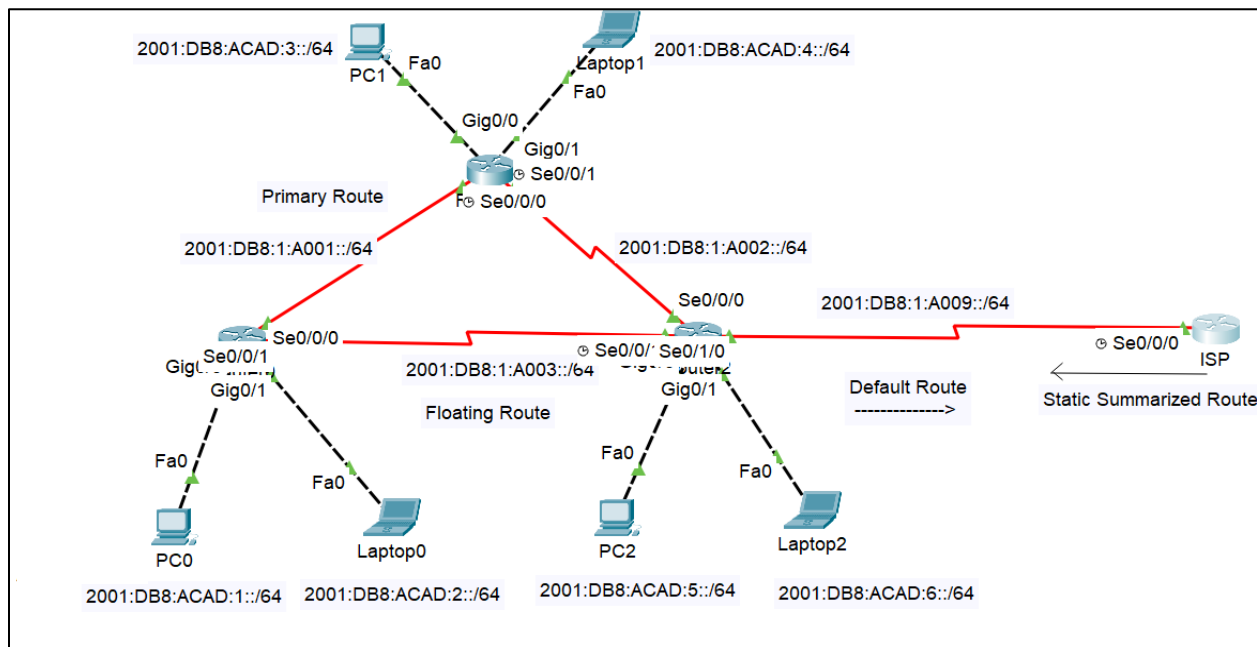 2001:DB8:ACAD:3::/64
PC1
Fa0
Laptop1
2001:DB8:ACAD:4::/64
Fa0
Gig0/0
Gig0/1
Se0/0/1
Se0/0/0
Primary Route
2001:DB8:1:A001::/64
2001:DB8:1:A002::/64
Se0/0/0
2001:DB8:1:A009::/64
Se0/0/0
Se0/0/1
Gig0/1
2001:DB8:1:A003::/64
Floating Route
Se0/1/0
Gig0/1
Default Route
-------------->
Se0/0/0
ISP
Static Summarized Route
Fa0
Fa0
Fa0
Fa0
PC0
Laptop0
PC2
Laptop2
2001:DB8:ACAD:1::/64
2001:DB8:ACAD:2::/64
2001:DB8:ACAD:5::/64
2001:DB8:ACAD:6::/64